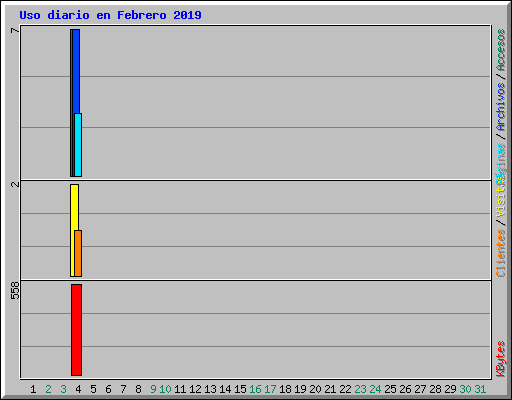 Uso diario en Febrero 2019
7
2
558
Accesos
/
Archivos
/
Páginas
Visitas
/
Clientes
KBytes
1 2 3 4 5 6 7 8 9 10 11 12 13 14 15 16 17 18 19 20 21 22 23 24 25 26 27 28 29 30 31